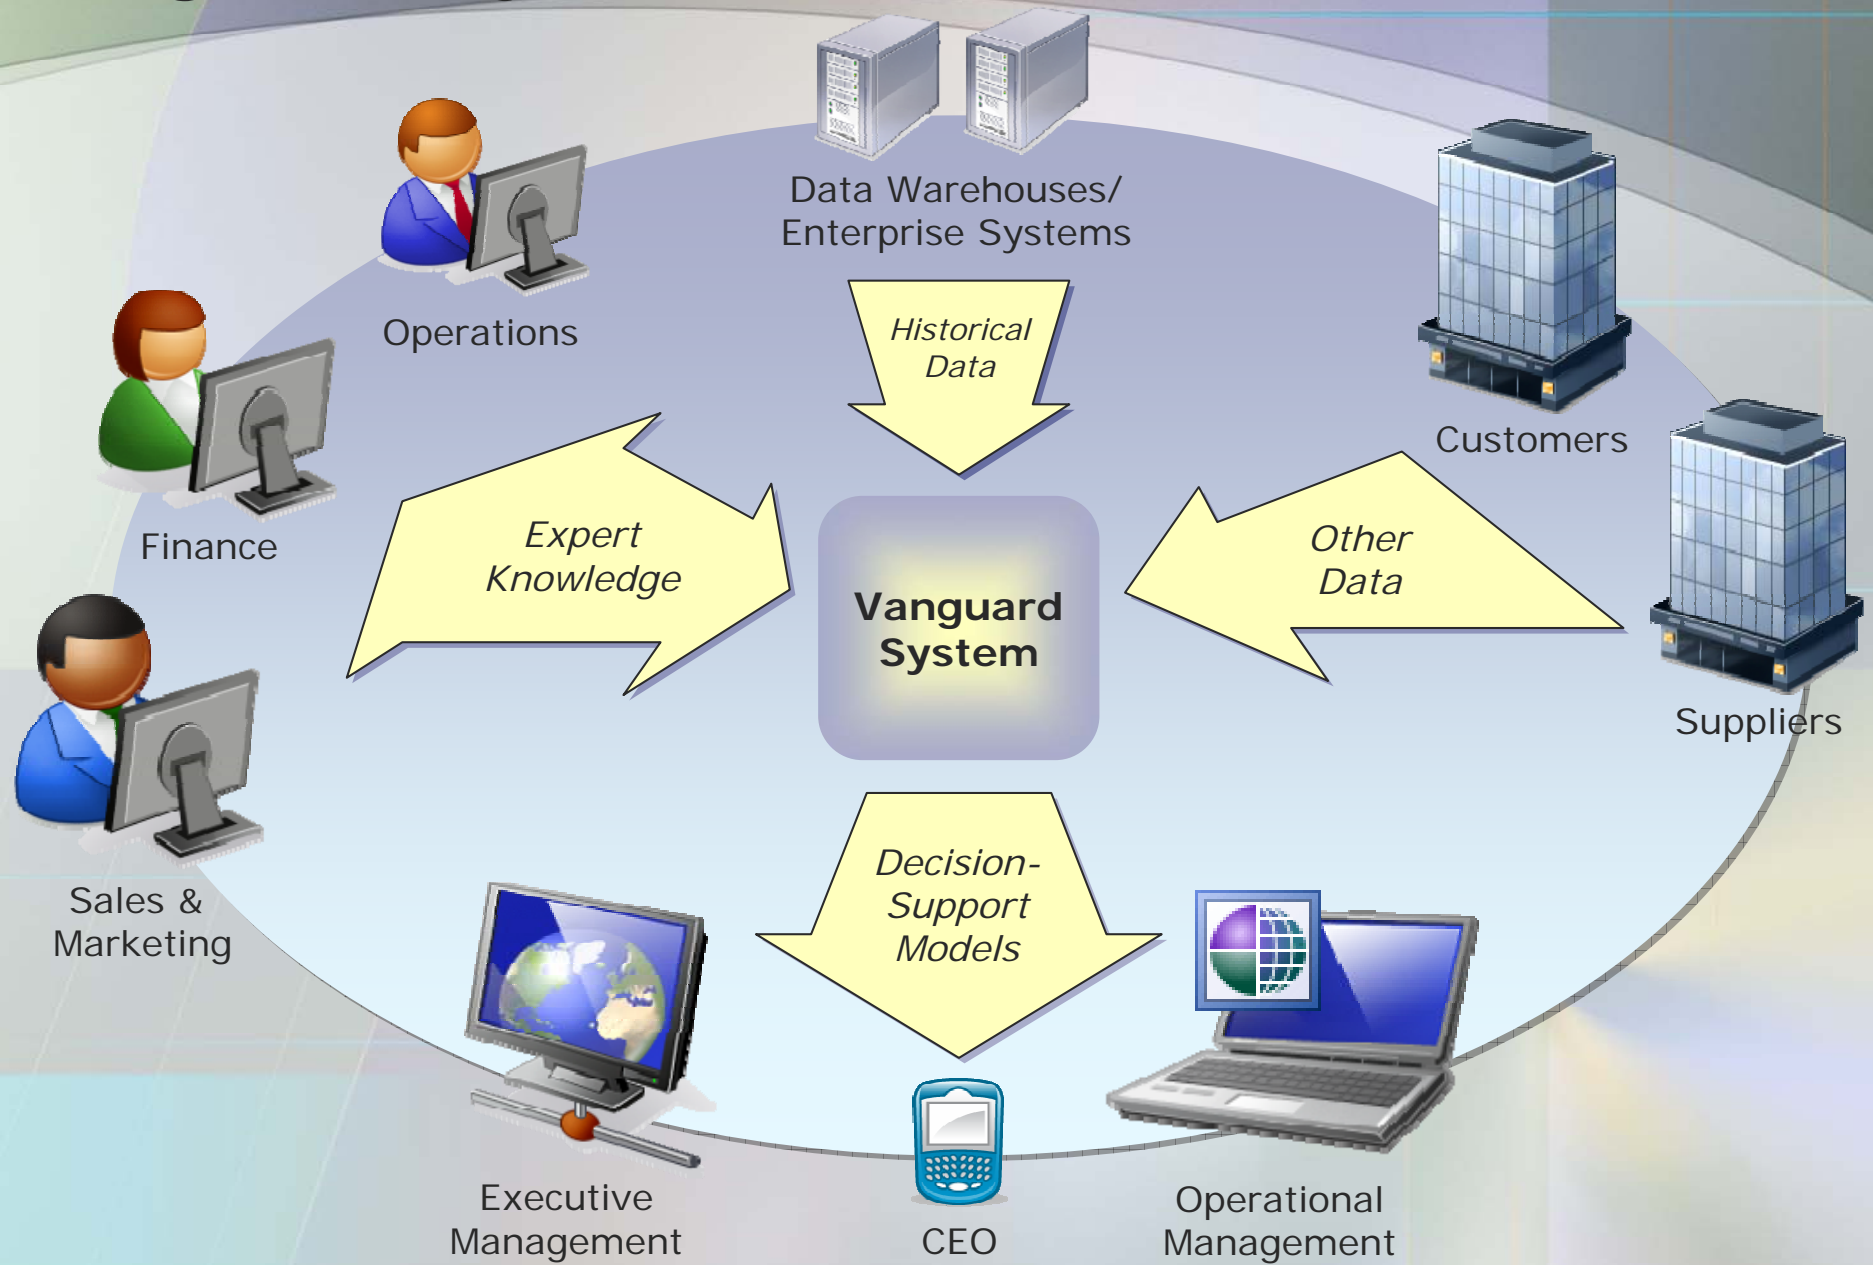 Data Warehouses/
Enterprise Systems
Operations
Historical
Data
Customers
Finance
Expert
Knowledge
Other
Data
Vanguard
System
Suppliers
Sales &
Marketing
Decision-
Support
Models
Executive
Management
CEO
Operational
Management